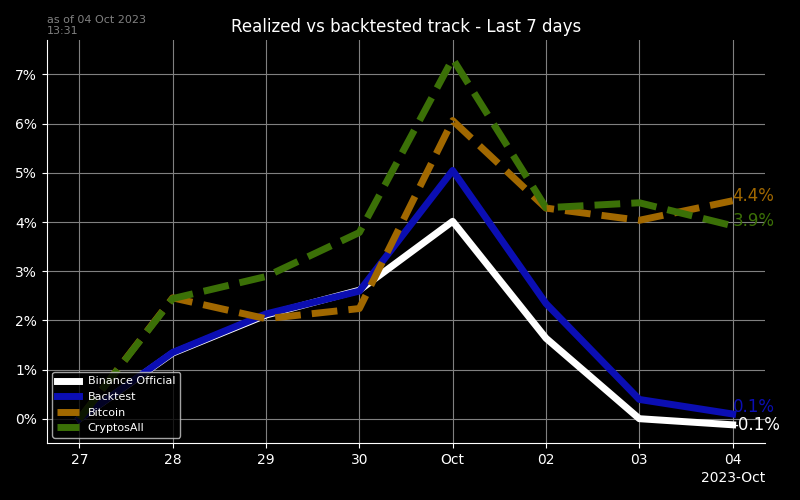 as of 04 Oct 2023
13:31
Realized vs backtested track - Last 7 days
7%
6%
5%
4%
3%
2%
1%
0%
4.4%
3.9%
0.1%
-0.1%
Binance Official
Backtest
Bitcoin
CryptosAll
27 28 29 30 Oct 02 03 04
2023-Oct